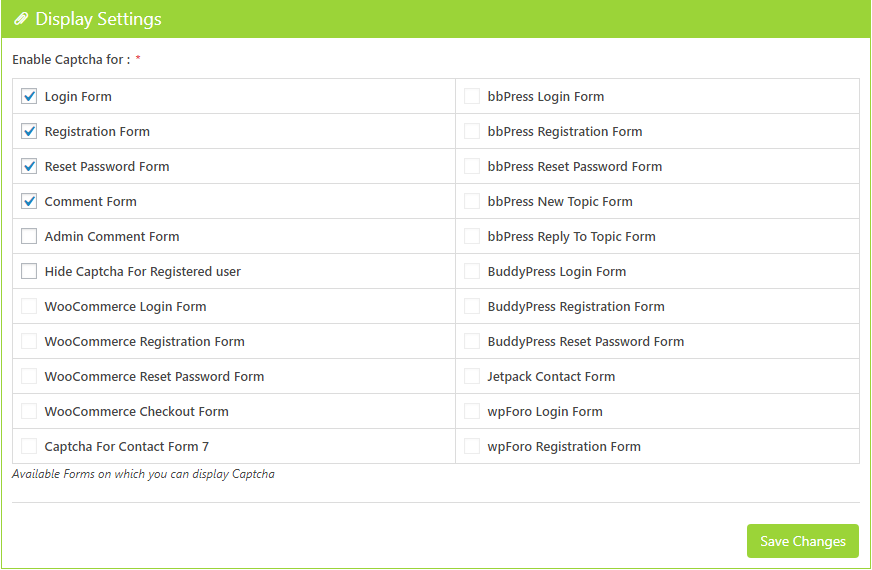 Display Settings
Enable Captcha for : *
Login Form
bbPress Login Form
Registration Form
bbPress Registration Form
Reset Password Form
bbPress Reset Password Form
Comment Form
bbPress New Topic Form
Admin Comment Form
bbPress Reply To Topic Form
Hide Captcha For Registered user
BuddyPress Login Form
WooCommerce Login Form
BuddyPress Registration Form
WooCommerce Registration Form
BuddyPress Reset Password Form
WooCommerce Reset Password Form
Jetpack Contact Form
WooCommerce Checkout Form
wpForo Login Form
Captcha For Contact Form 7
wpForo Registration Form
Available Forms on which you can display Captcha
Save Changes